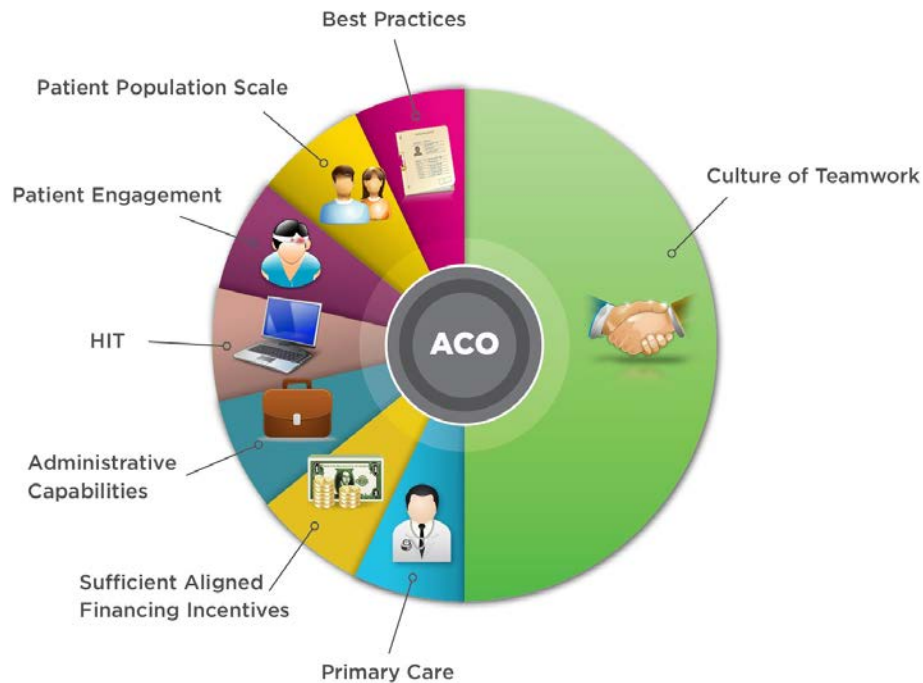 Best Practices
Patient Population Scale
Culture of Teamwork
Patient Engagement
HIT
ACO
Administrative
Capabilities
Sufficient Aligned
Financing Incentives
Primary Care